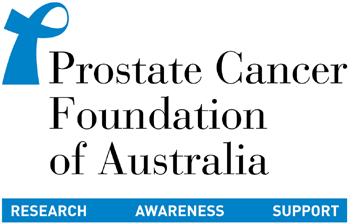 Prostate Cancer
Foundation
of Australia
RESEARCH AWARENESS SUPPORT